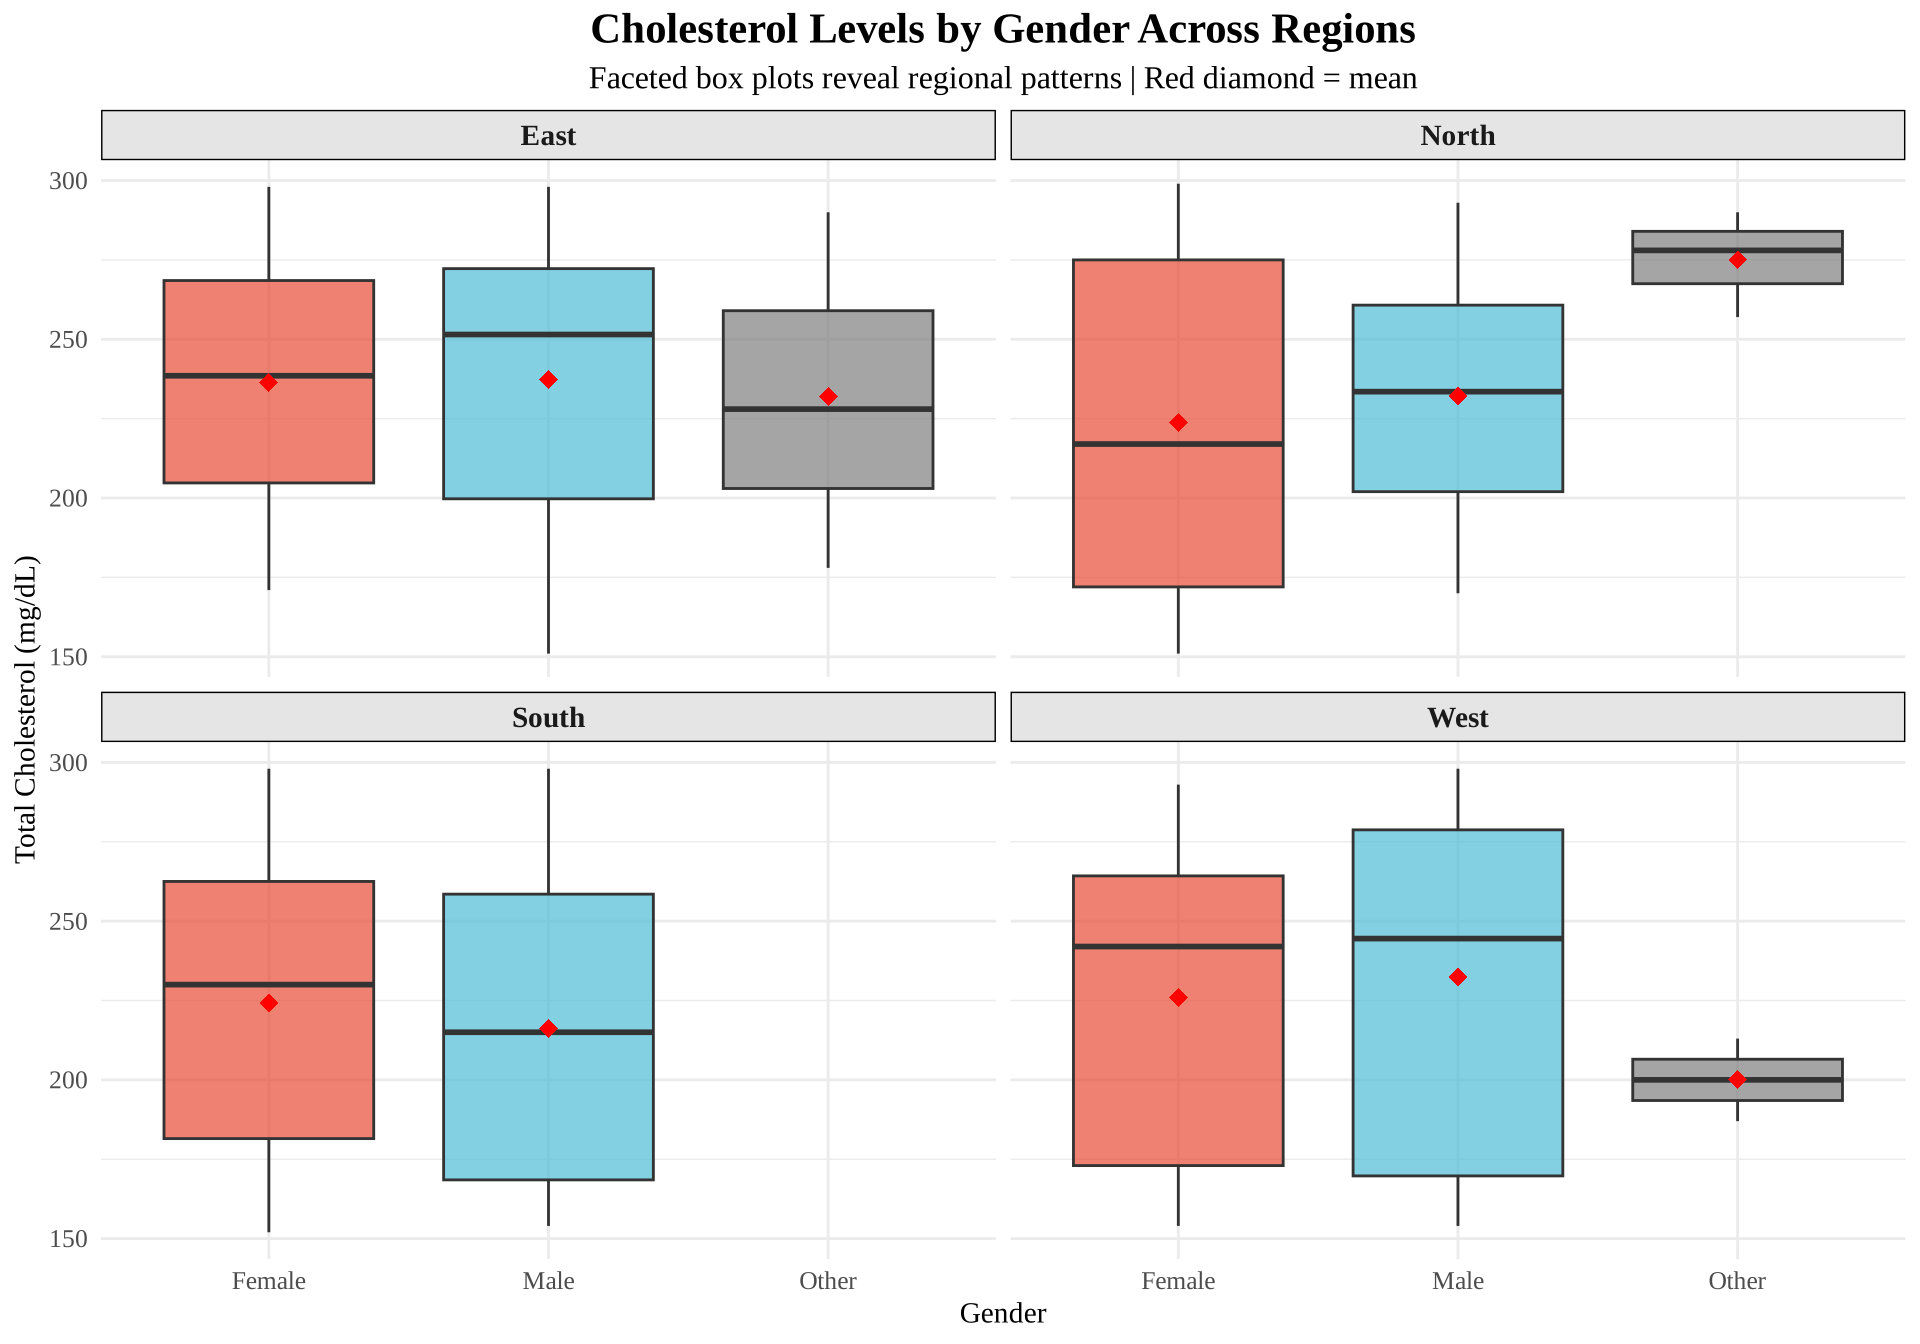 Cholesterol Levels by Gender Across Regions
Faceted box plots reveal regional patterns | Red diamond = mean
East
North
300
250
200
150
South
West
300
250
200
150
Total Cholesterol (mg/dL)
Female
Male
Other
Female
Male
Other
Gender